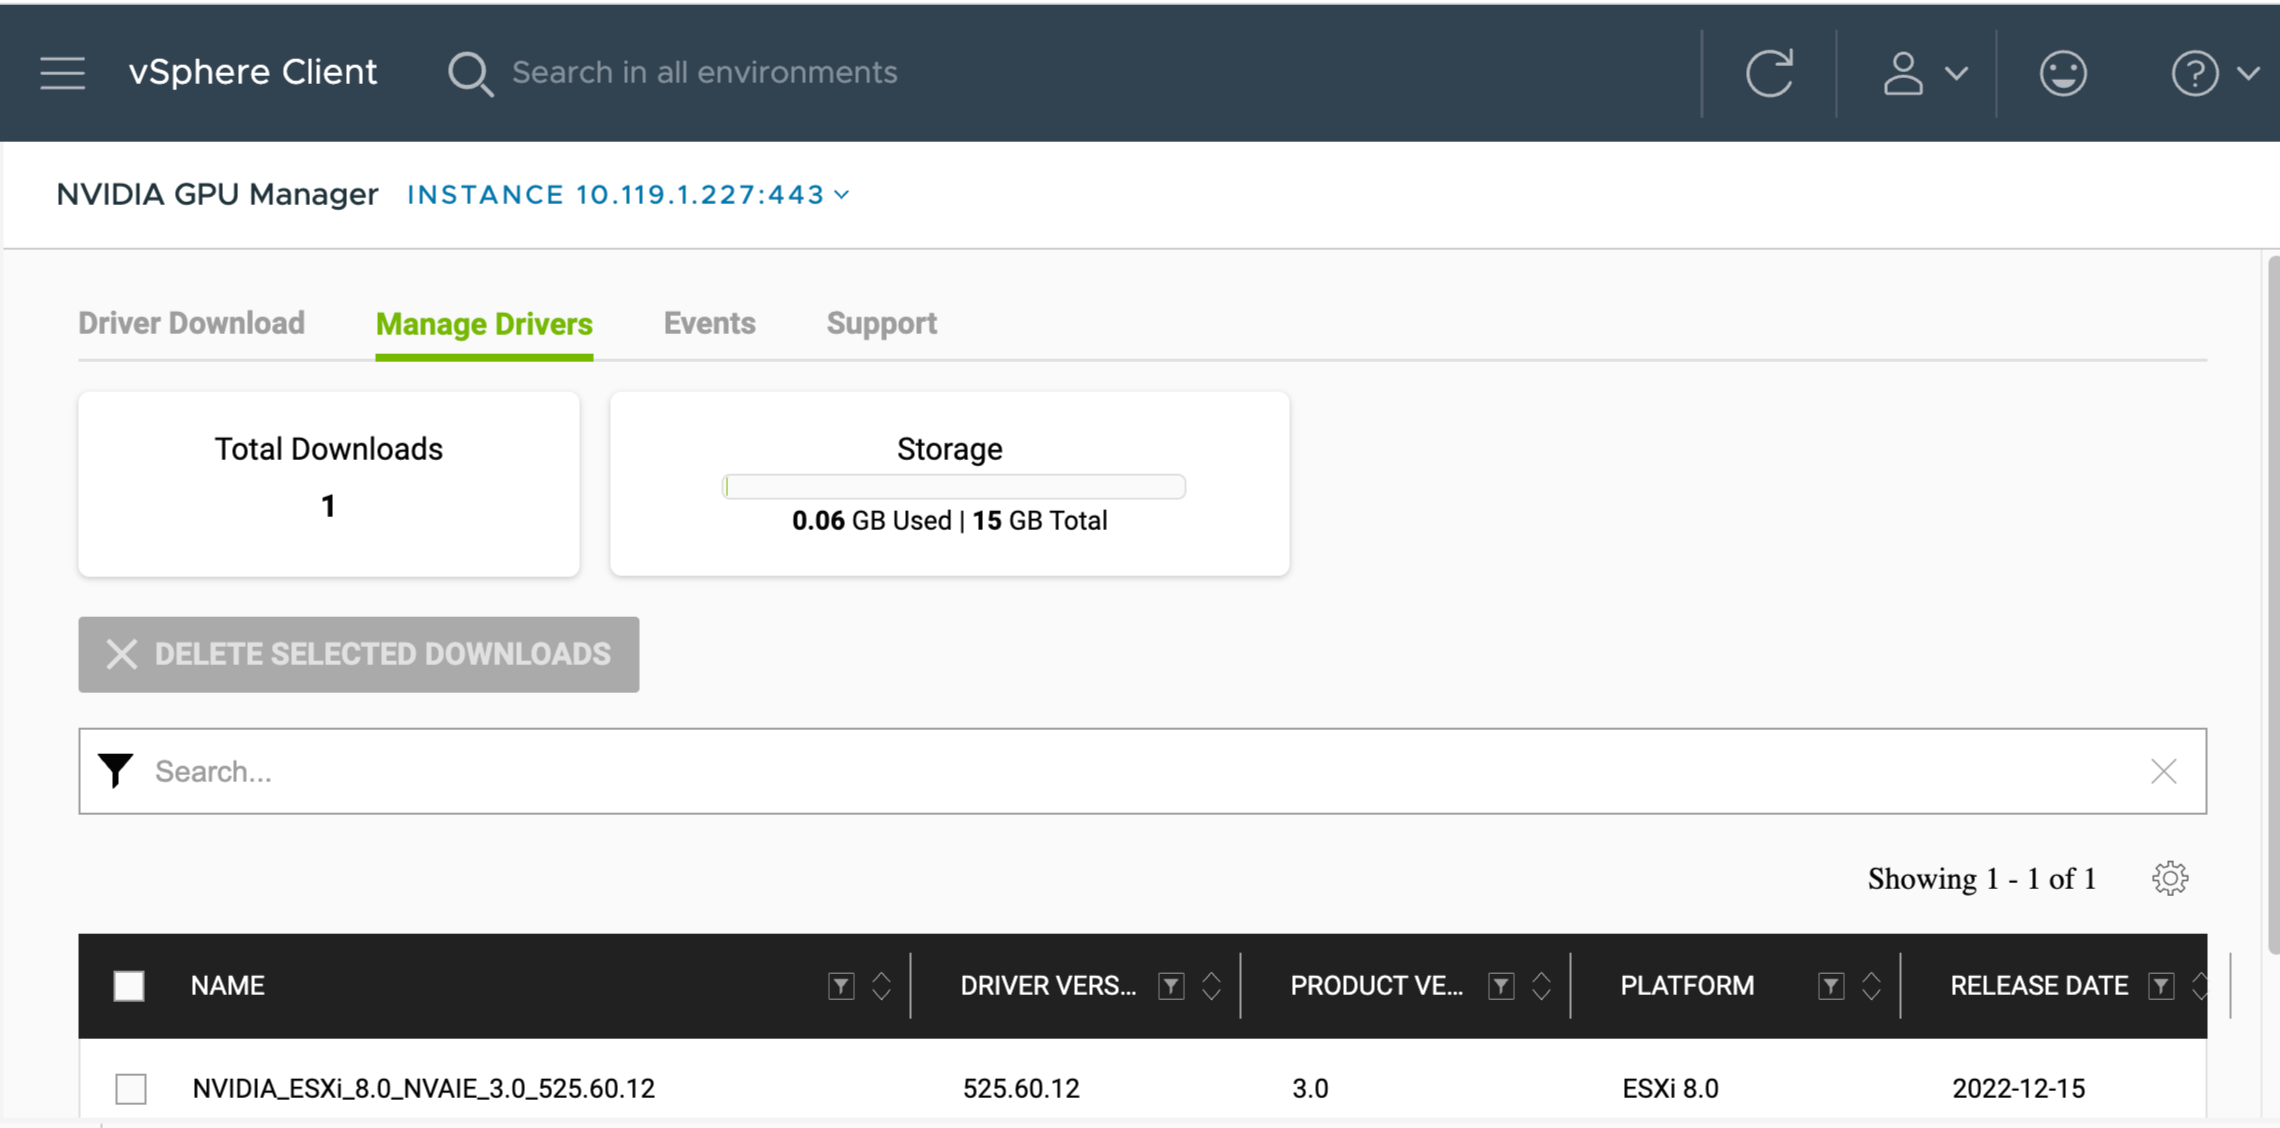 vSphere Client Search in all environments
NVIDIA GPU Manager INSTANCE 10.119.1.227:443
Driver Download Manage Drivers Events Support
Total Downloads
1
Storage
0.06 GB Used | 15 GB Total
DELETE SELECTED DOWNLOADS
Search...
Showing 1 - 1 of 1
NAME DRIVER VERS... PRODUCT VE... PLATFORM RELEASE DATE
NVIDIA_ESXi_8.0_NVAIE_3.0_525.60.12 525.60.12 3.0 ESXi 8.0 2022-12-15